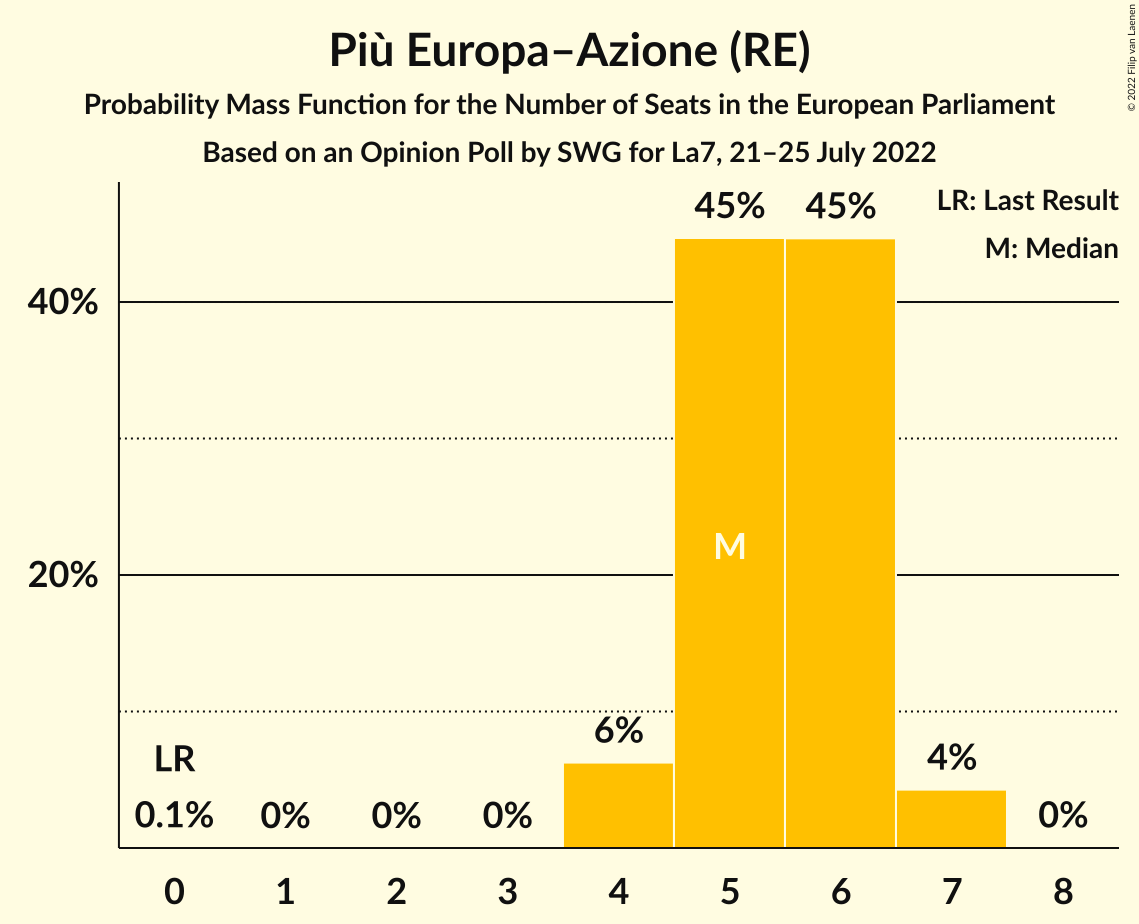 Più Europa–Azione (RE)
Probability Mass Function for the Number of Seats in the European Parliament
Based on an Opinion Poll by SWG for La7, 21–25 July 2022
© 2022 Filip van Laenen
LR: Last Result
M: Median
45% 45%
40%
M
20%
6%
4%
LR
0.1% 0% 0% 0% 0%
0 1 2 3 4 5 6 7 8